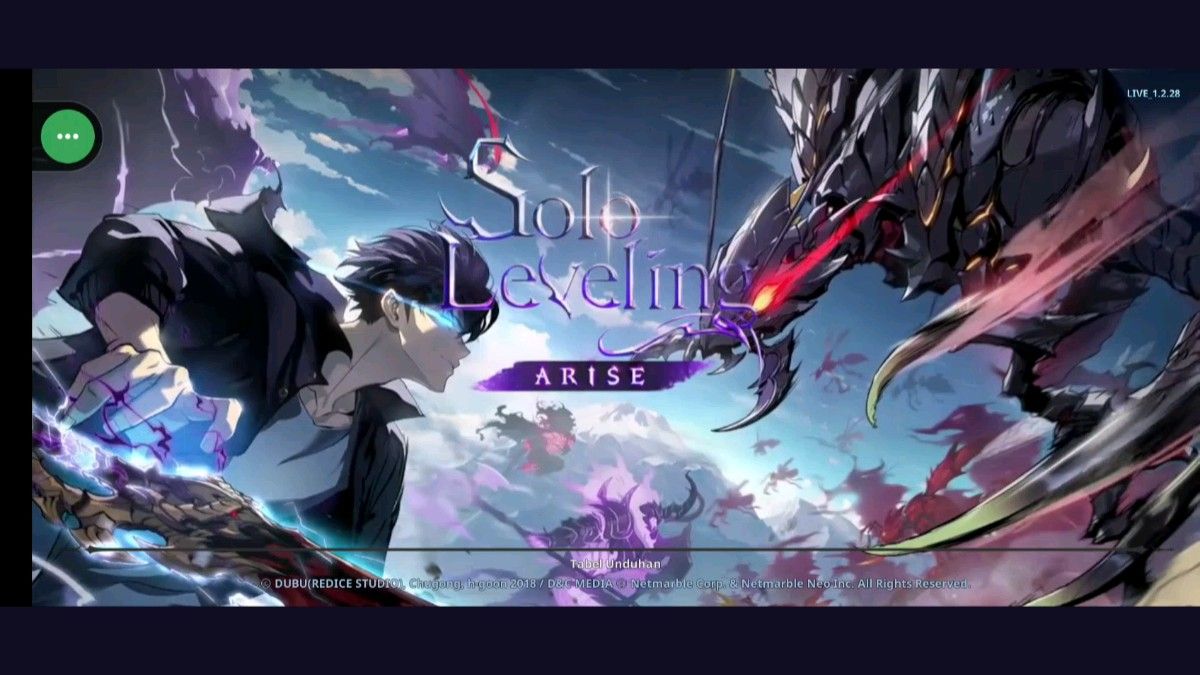 LIVE_1.2.28
Solo
Leveling
ARISE
Tabel Unduhan
© DUBU(REDICE STUDIO), Chugong, h-goon 2018 / D&C MEDIA © Netmarble Corp. & Netmarble Neo Inc. All Rights Reserved.